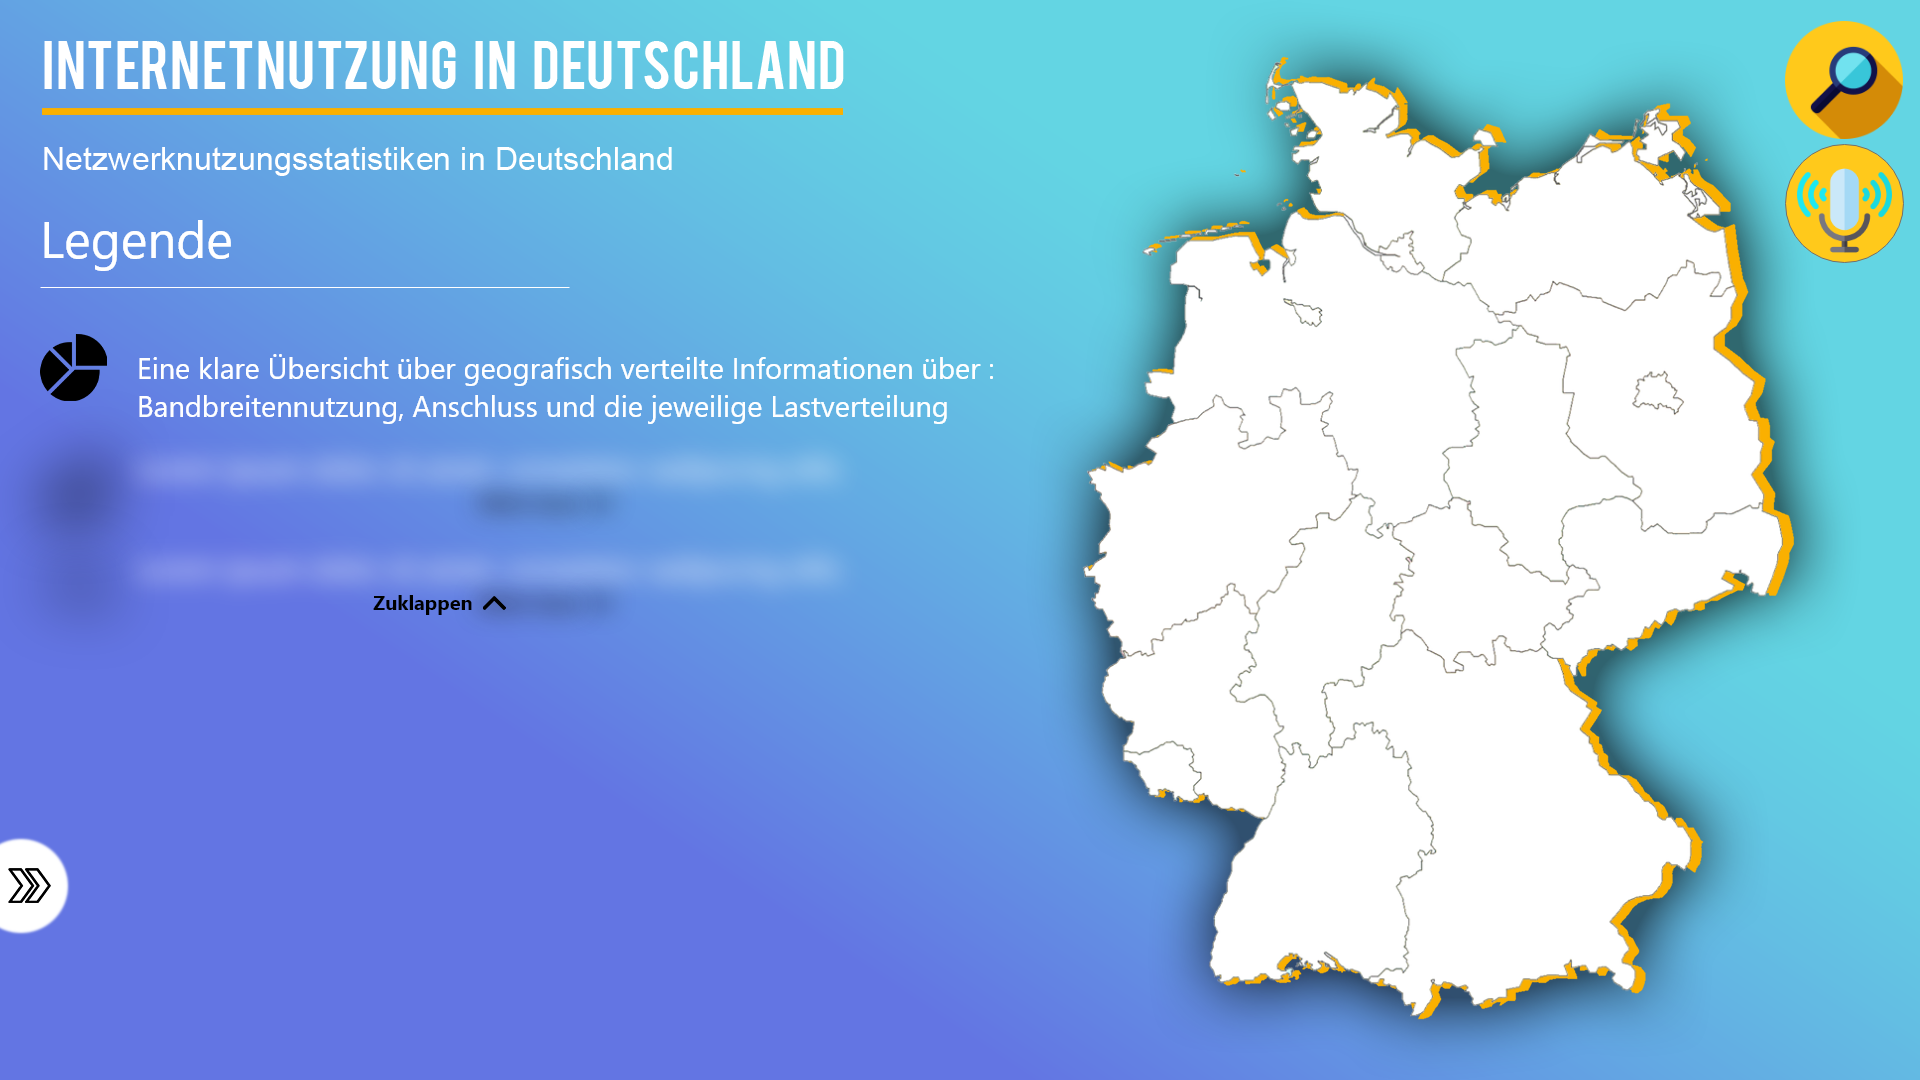 INTERNETNUTZUNG IN DEUTSCHLAND
Netzwerknutzungsstatistiken in Deutschland
Legende
Eine klare Übersicht über geografisch verteilte Informationen über :
Bandbreitennutzung, Anschluss und die jeweilige Lastverteilung
Zuklappen